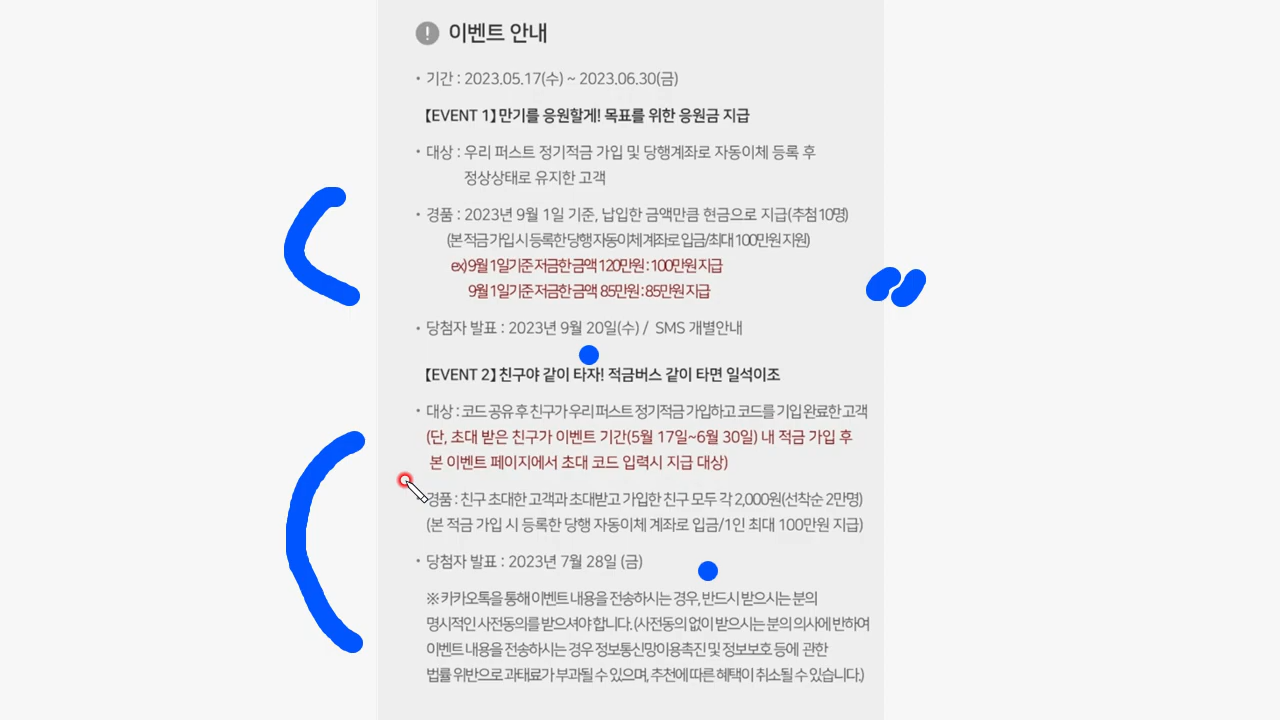 ! 이벤트 안내
• 기간 : 2023.05.17(수) ~ 2023.06.30(금)
【EVENT 1】만기를 응원할게! 목표를 위한 응원금 지급
• 대상 : 우리 퍼스트 정기적금 가입 및 당행계좌로 자동이체 등록 후
정상상태로 유지한 고객
• 경품 : 2023년 9월 1일 기준, 납입한 금액만큼 현금으로 지급(추첨 10명)
(본 적금 가입 시 등록한 당행 자동이체 계좌로 입금/최대 100만원 지원)
ex) 9월 1일기준 저금한 금액 120만원 : 100만원 지급
9월 1일기준 저금한 금액 85만원 : 85만원 지급
• 당첨자 발표 : 2023년 9월 20일(수) / SMS 개별안내
【EVENT 2】친구야 같이 타자! 적금버스 같이 타면 일석이조
• 대상 : 코드 공유 후 친구가 우리 퍼스트 정기적금 가입하고 코드를 기입 완료한 고객
(단, 초대 받은 친구가 이벤트 기간(5월 17일~6월 30일) 내 적금 가입 후
본 이벤트 페이지에서 초대 코드 입력시 지급 대상)
경품 : 친구 초대한 고객과 초대받고 가입한 친구 모두 각 2,000원(선착순 2만명)
(본 적금 가입 시 등록한 당행 자동이체 계좌로 입금/1인 최대 100만원 지급)
• 당첨자 발표 : 2023년 7월 28일 (금)
※ 카카오톡을 통해 이벤트 내용을 전송하시는 경우, 반드시 받으시는 분의
명시적인 사전동의를 받으셔야 합니다. (사전동의 없이 받으시는 분의 의사에 반하여
이벤트 내용을 전송하시는 경우 정보통신망이용촉진 및 정보보호 등에 관한
법률 위반으로 과태료가 부과될 수 있으며, 추천에 따른 혜택이 취소될 수 있습니다.)